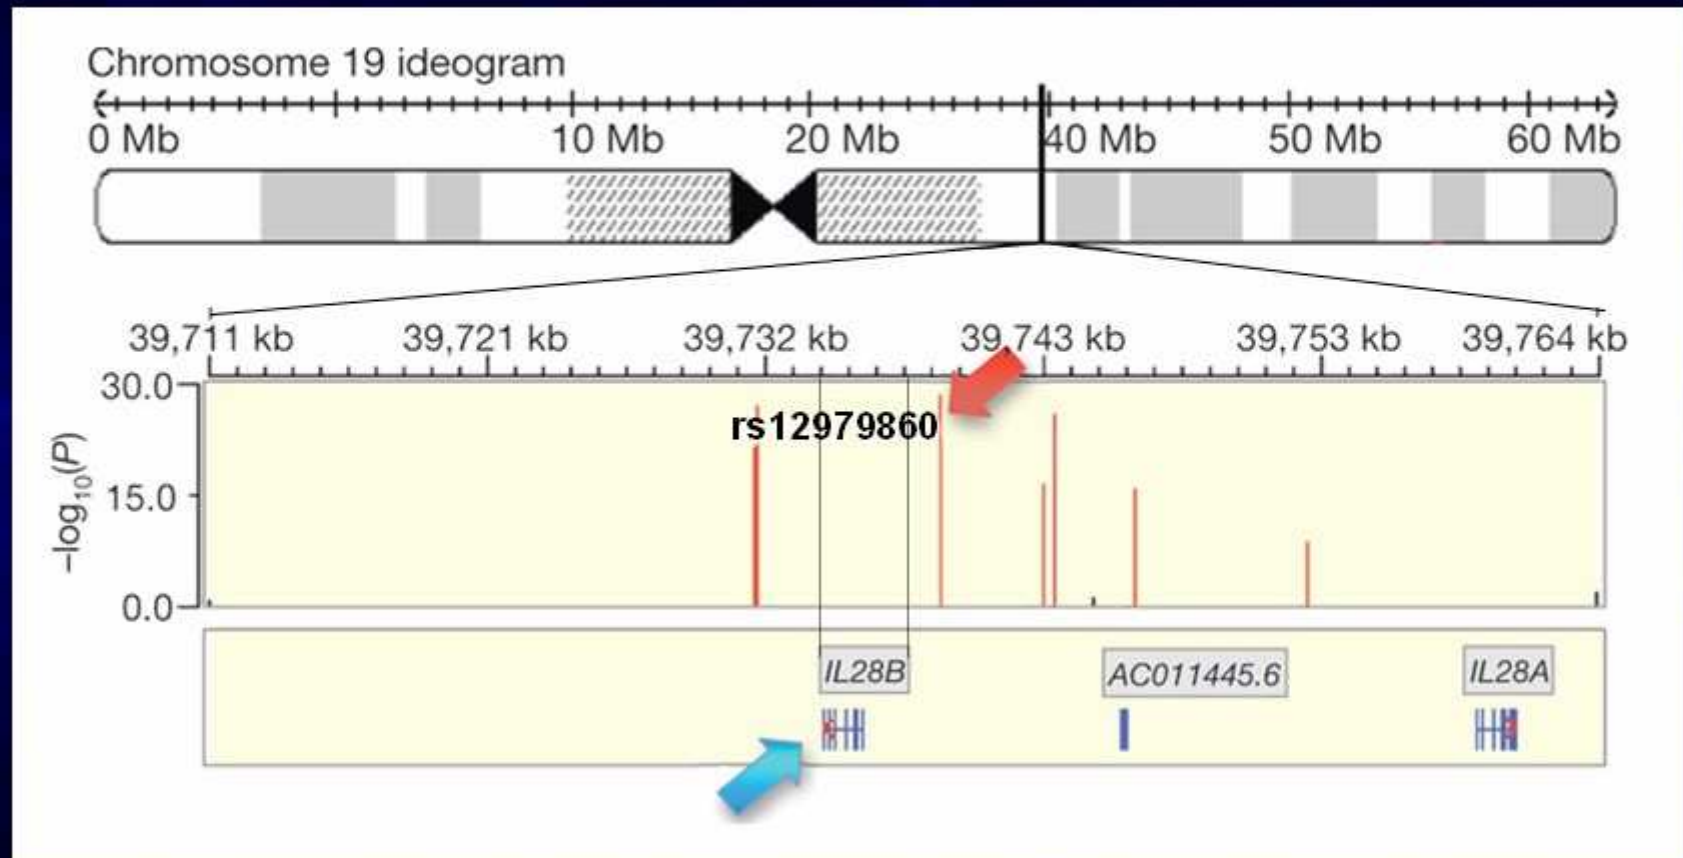 Chromosome 19 ideogram
0 Mb 10 Mb 20 Mb 40 Mb 50 Mb 60 Mb
39,711 kb 39,721 kb 39,732 kb 39,743 kb 39,753 kb 39,764 kb
30.0
rs12979860
15.0
0.0
–log10(P)
IL28B AC011445.6 IL28A